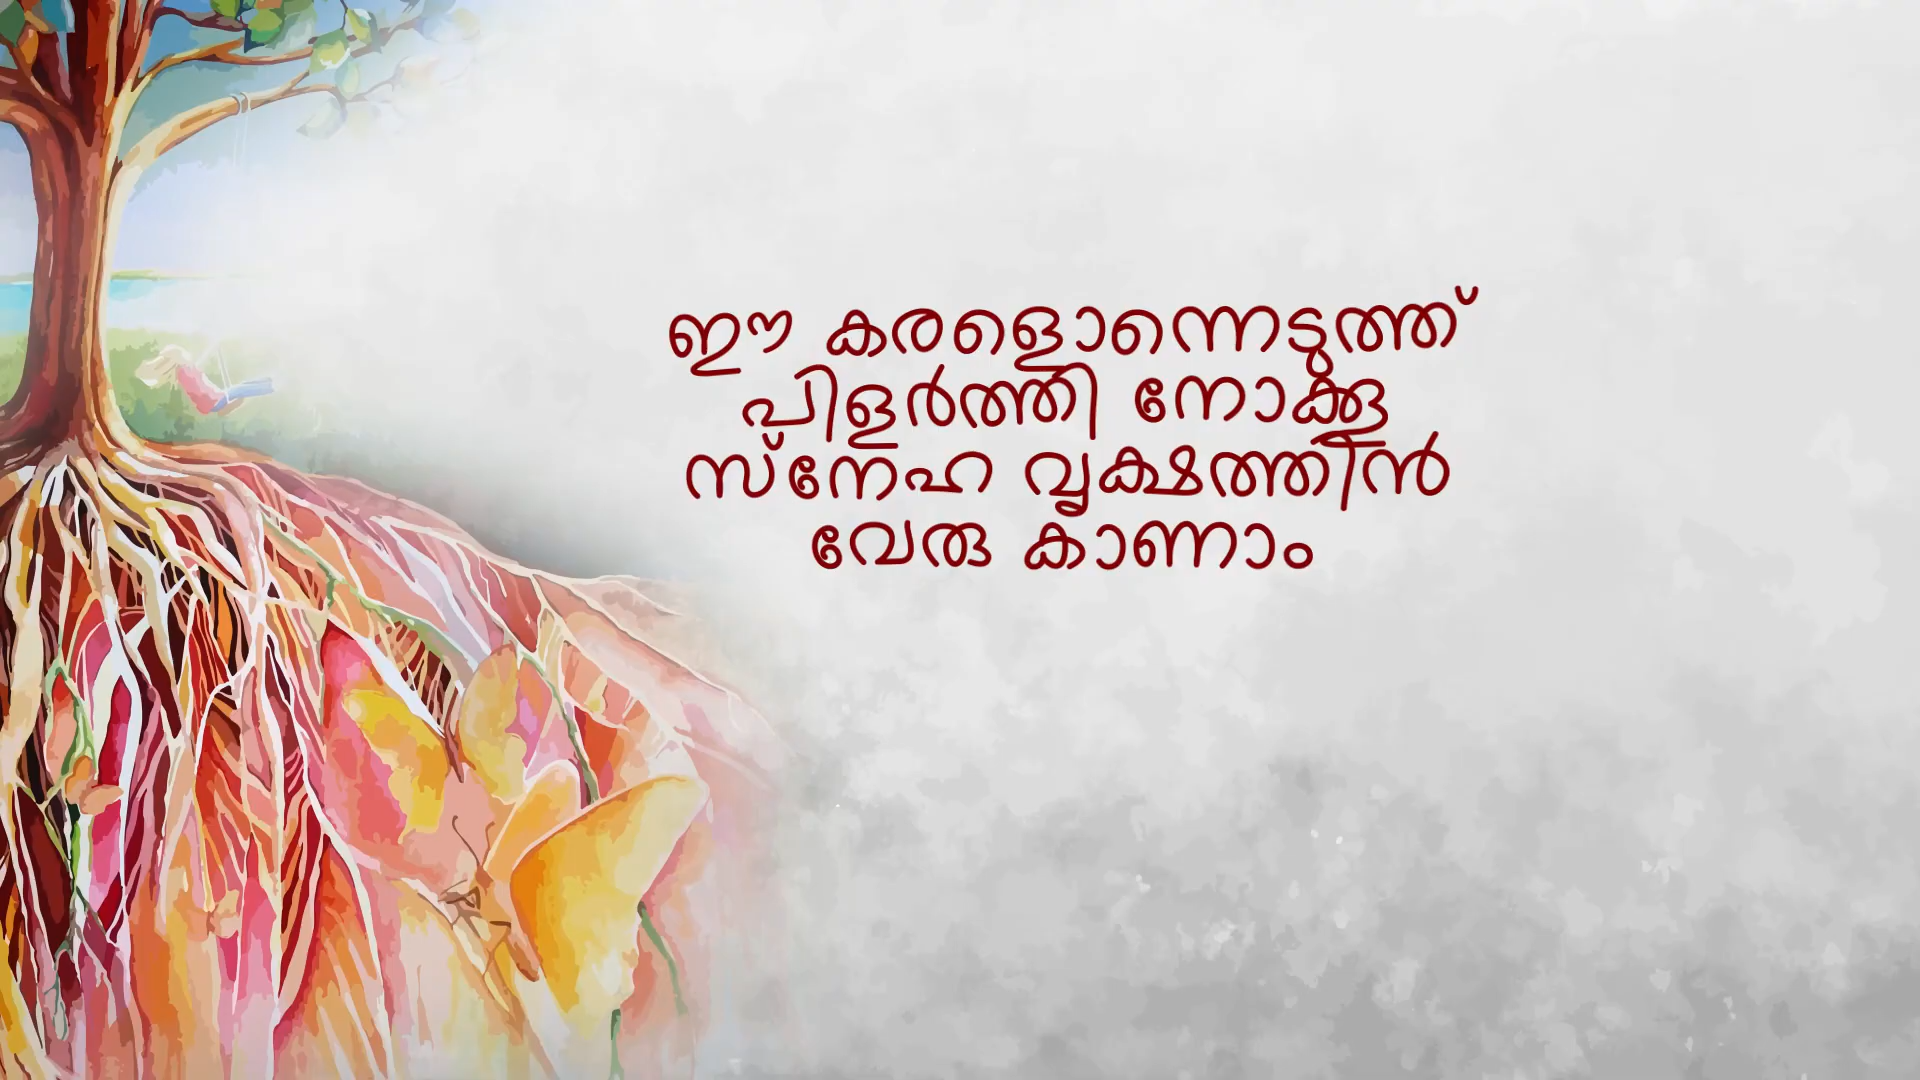 ഈ കരളൊന്നെടുത്ത്
പിളർത്തി നോക്കൂ
സ്നേഹ വൃക്ഷത്തിൻ
വേരു കാണാം